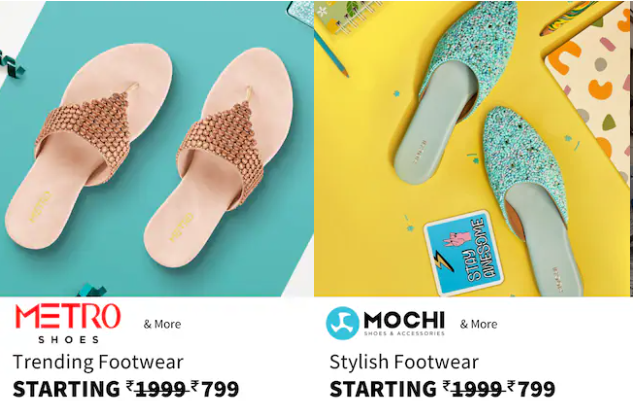 METRO
SHOES
& More
Trending Footwear
STARTING ₹1999 ₹799
STAY
AWESOME
MOCHI
SHOES & ACCESSORIES
& More
Stylish Footwear
STARTING ₹1999 ₹799